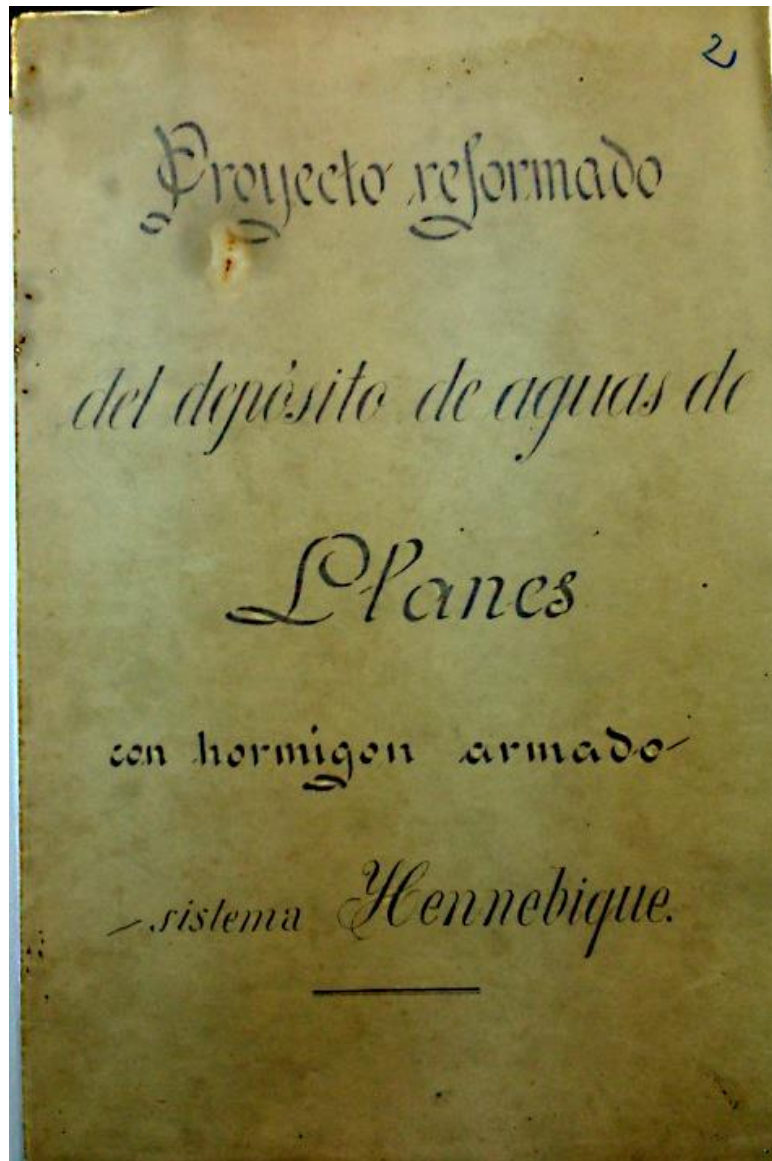 2
Proyecto reformado
del depósito de aguas de
Llanes
con hormigon armado
sistema Hennebique.